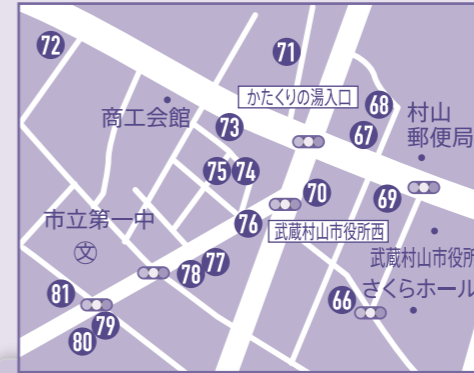 72
71
かたくりの湯入口
68
商工会館
73
67
村山
郵便局
75
74
70
69
市立第一中
76
武蔵村山市役所西
文
77
78
武蔵村山市役所
さくらホール
81
66
79
80